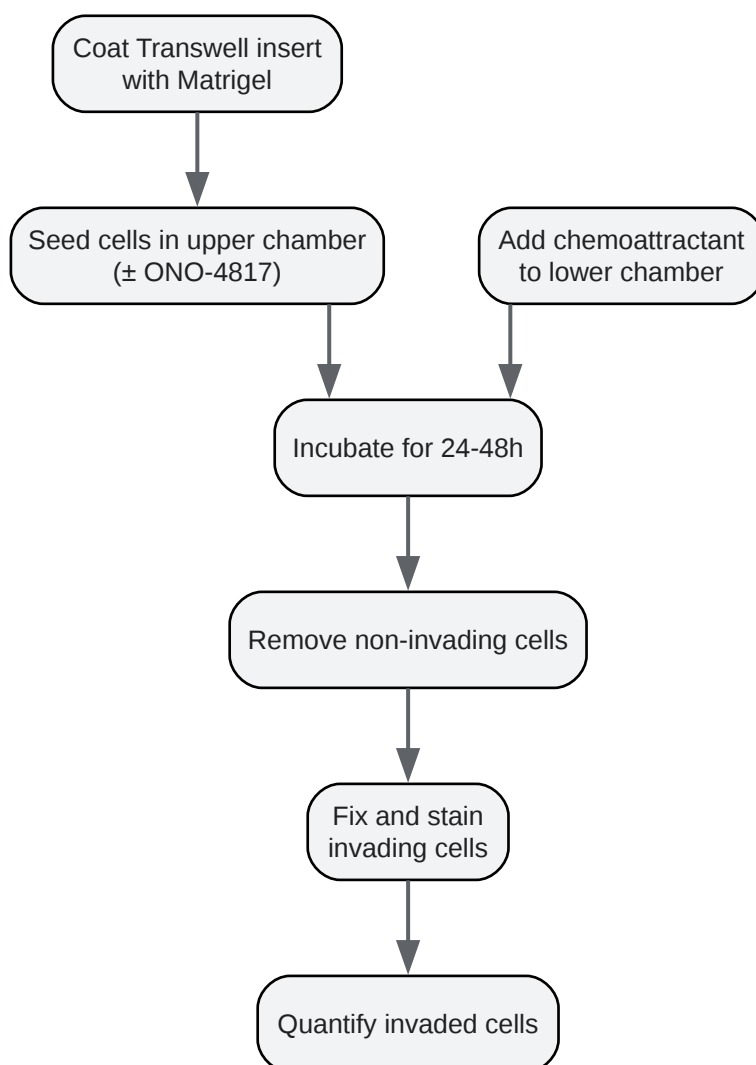 Coat Transwell insert
with Matrigel
Seed cells in upper chamber
(± ONO-4817)
Add chemoattractant
to lower chamber
Incubate for 24-48h
Remove non-invading cells
Fix and stain
invading cells
Quantify invaded cells